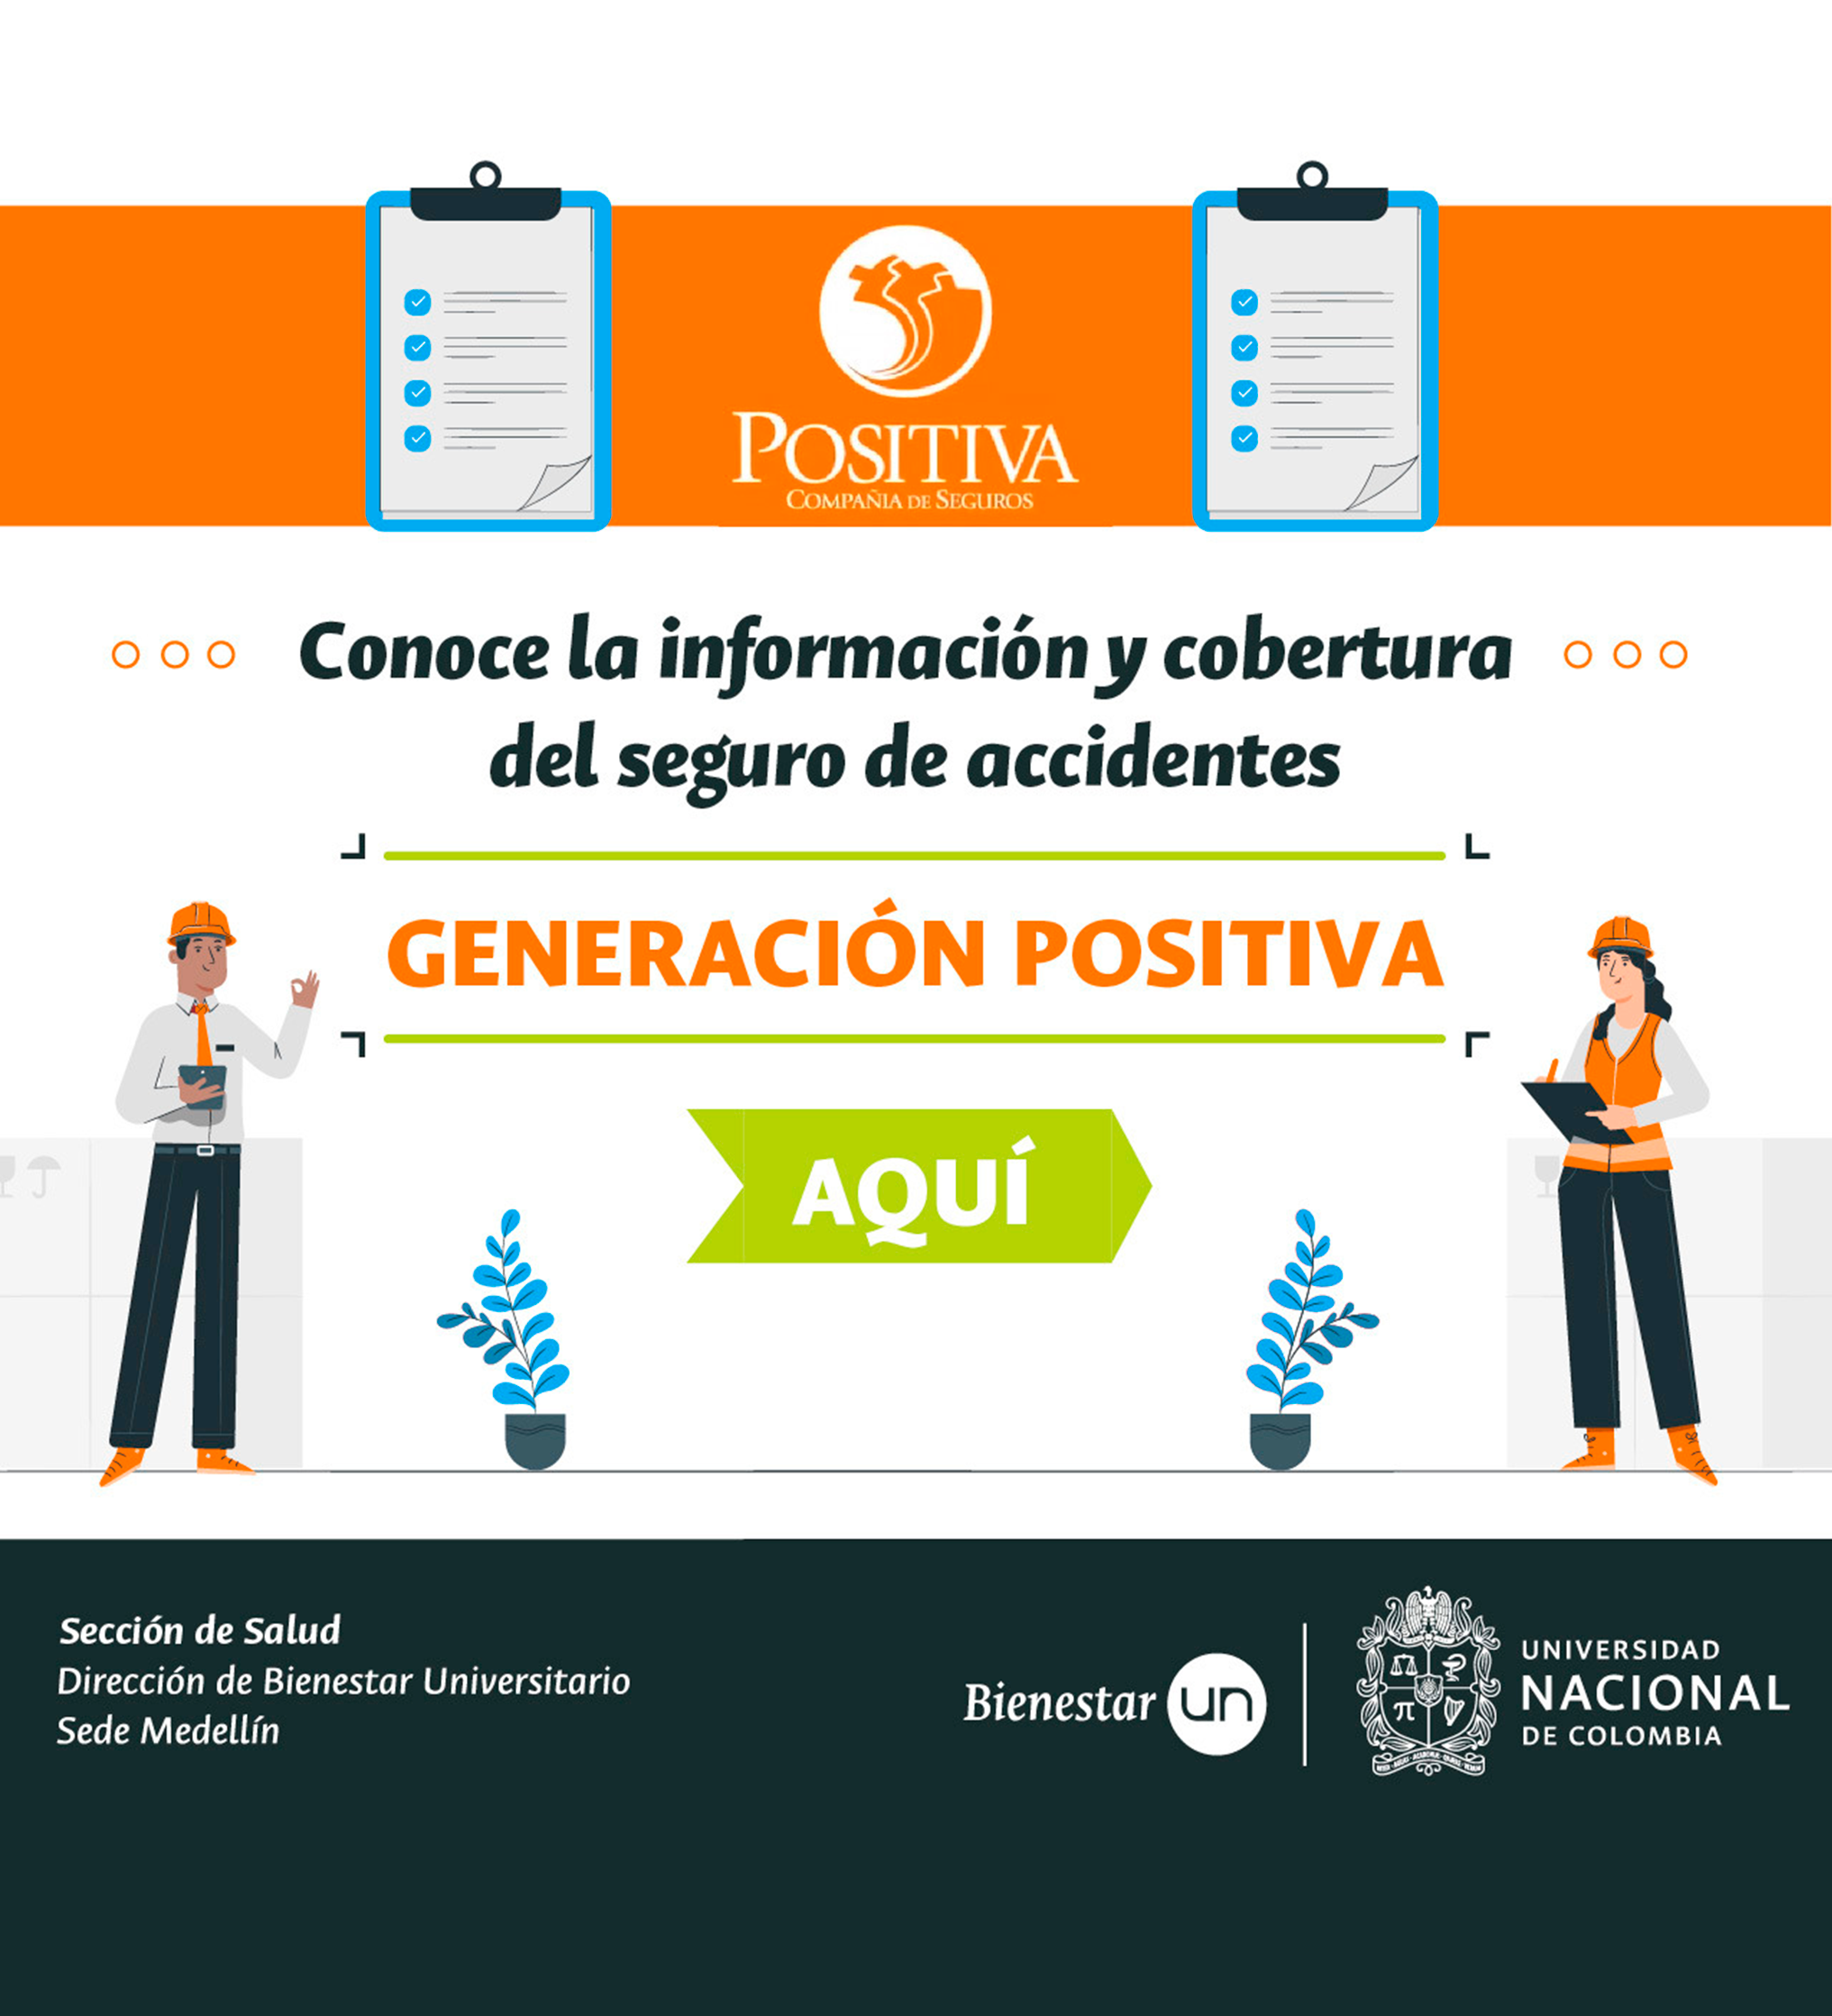 POSITIVA
COMPAÑIA DE SEGUROS
Conoce la información y cobertura
del seguro de accidentes
GENERACIÓN POSITIVA
AQUÍ
Sección de Salud
Dirección de Bienestar Universitario
Sede Medellín
Bienestar un
UNIVERSIDAD
NACIONAL
DE COLOMBIA